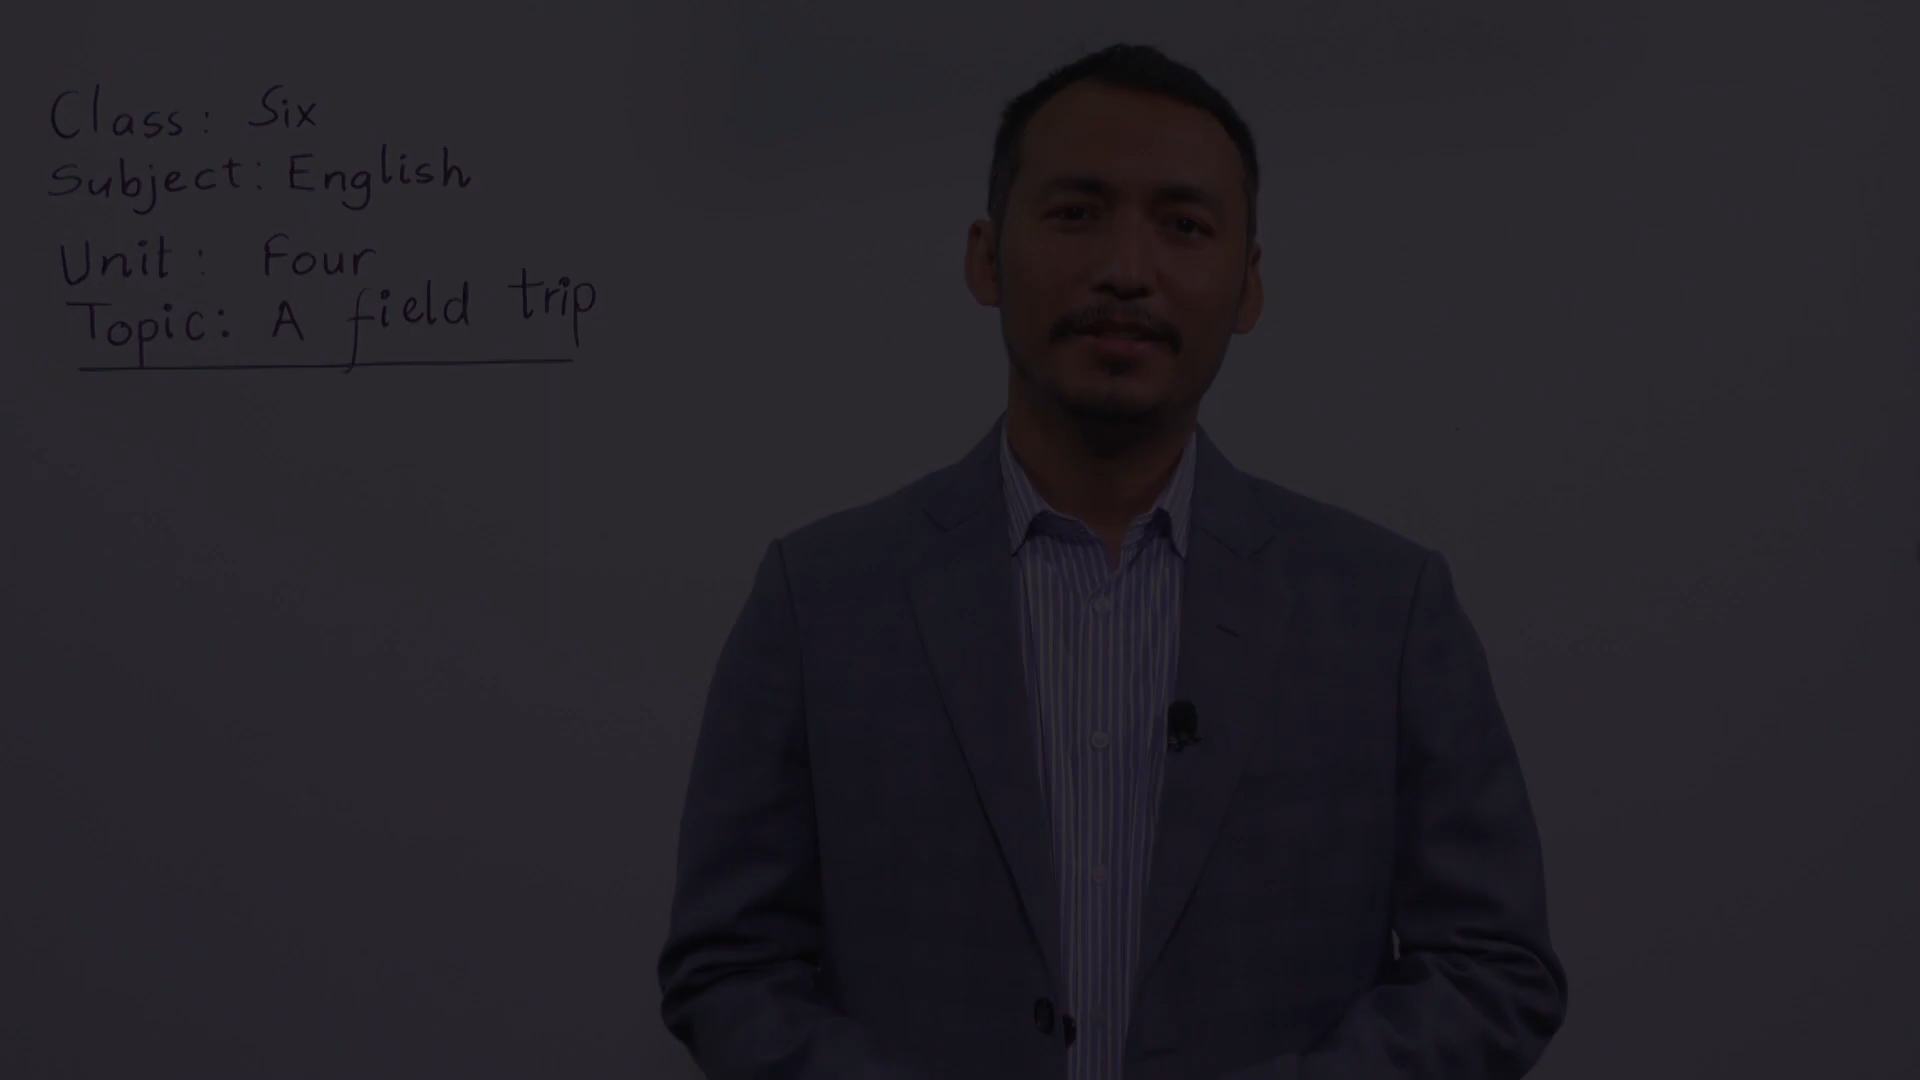 Class: Six
Subject: English
Unit: Four
Topic: A field trip